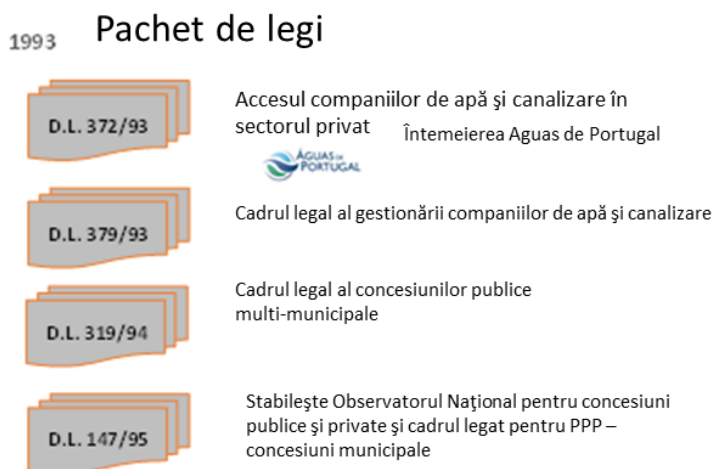 1993 Pachet de legi
D.L. 372/93
Accesul companiilor de apă şi canalizare în
sectorul privat
Întemeierea Aguas de Portugal
ÁGUAS DE
PORTUGAL
D.L. 379/93
Cadrul legal al gestionării companiilor de apă şi canalizare
D.L. 319/94
Cadrul legal al concesiunilor publice
multi-municipale
D.L. 147/95
Stabileşte Observatorul Naţional pentru concesiuni
publice şi private şi cadrul legat pentru PPP –
concesiuni municipale